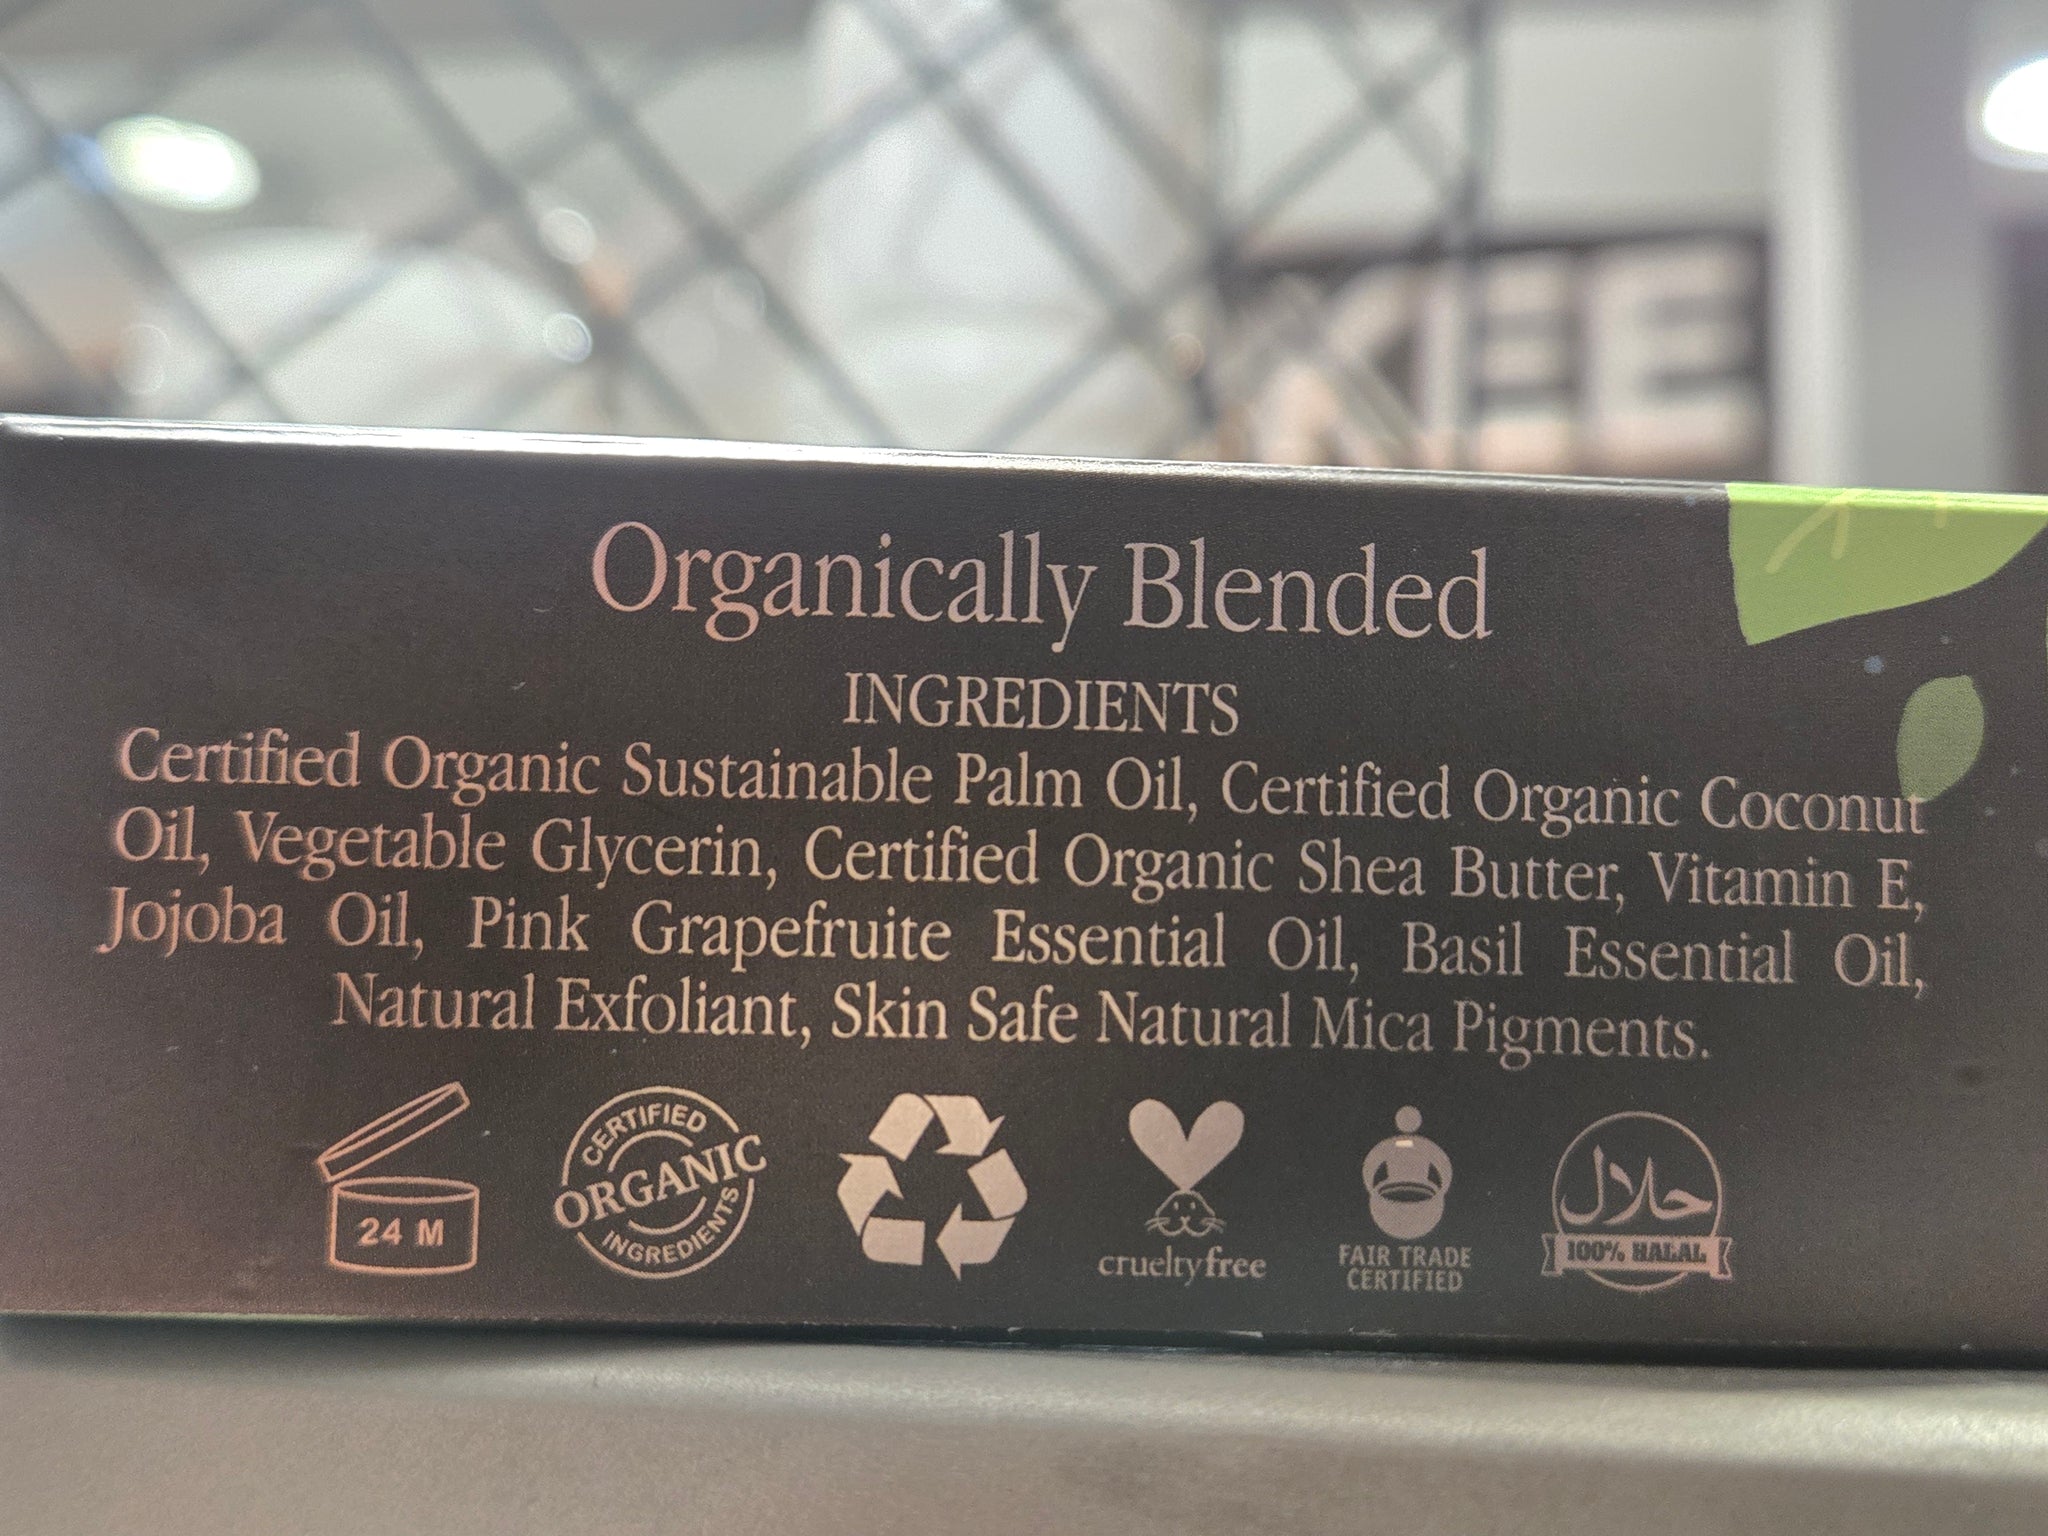 KEE
Organically Blended
INGREDIENTS
Certified Organic Sustainable Palm Oil, Certified Organic Coconut
Oil, Vegetable Glycerin, Certified Organic Shea Butter, Vitamin E,
Jojoba Oil, Pink Grapefruite Essential Oil, Basil Essential Oil,
Natural Exfoliant, Skin Safe Natural Mica Pigments.
24 M
CERTIFIED
ORGANIC
INGREDIENTS
crueltyfree
FAIR TRADE
CERTIFIED
حلال
100% HALAL